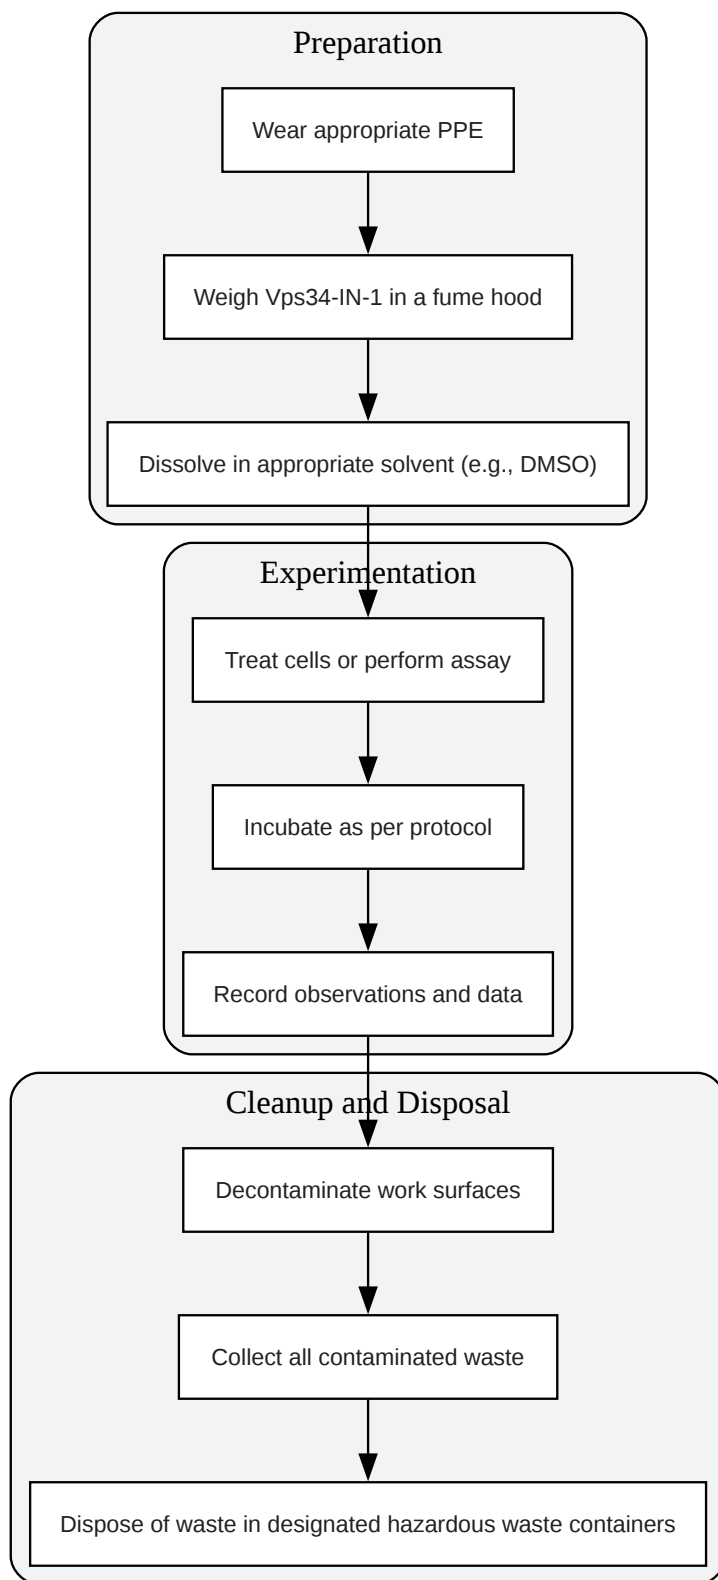 Preparation
Wear appropriate PPE
Weigh Vps34-IN-1 in a fume hood
Dissolve in appropriate solvent (e.g., DMSO)
Experimentation
Treat cells or perform assay
Incubate as per protocol
Record observations and data
Cleanup and Disposal
Decontaminate work surfaces
Collect all contaminated waste
Dispose of waste in designated hazardous waste containers